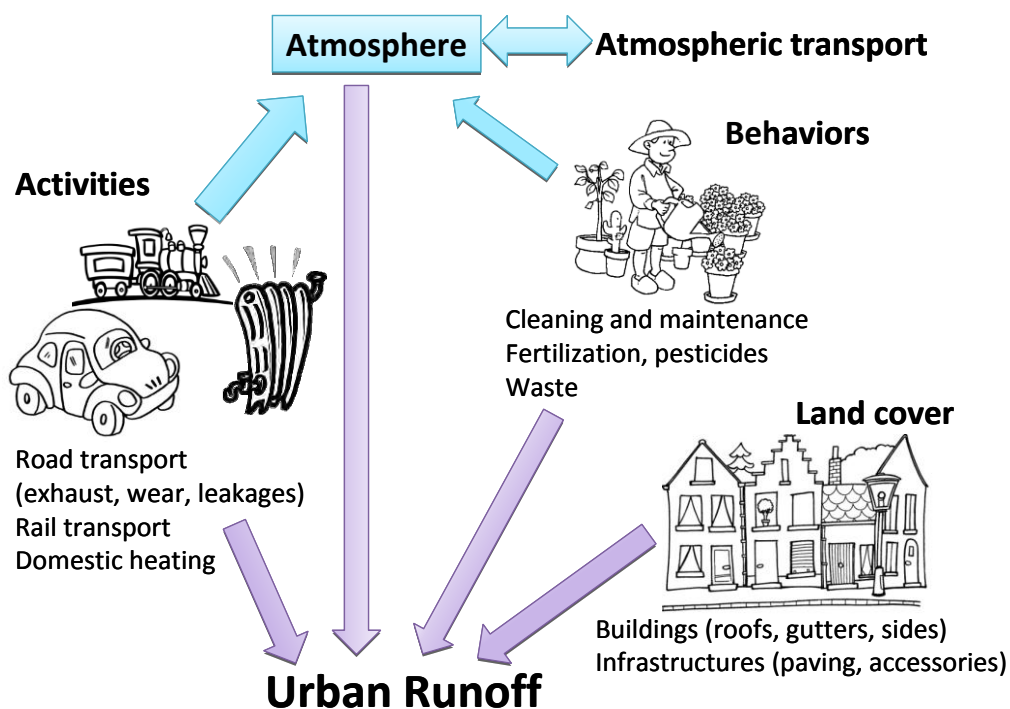 Atmosphere
Atmospheric transport
Behaviors
Activities
Cleaning and maintenance
Fertilization, pesticides
Waste
Land cover
Road transport
(exhaust, wear, leakages)
Rail transport
Domestic heating
Buildings (roofs, gutters, sides)
Infrastructures (paving, accessories)
Urban Runoff